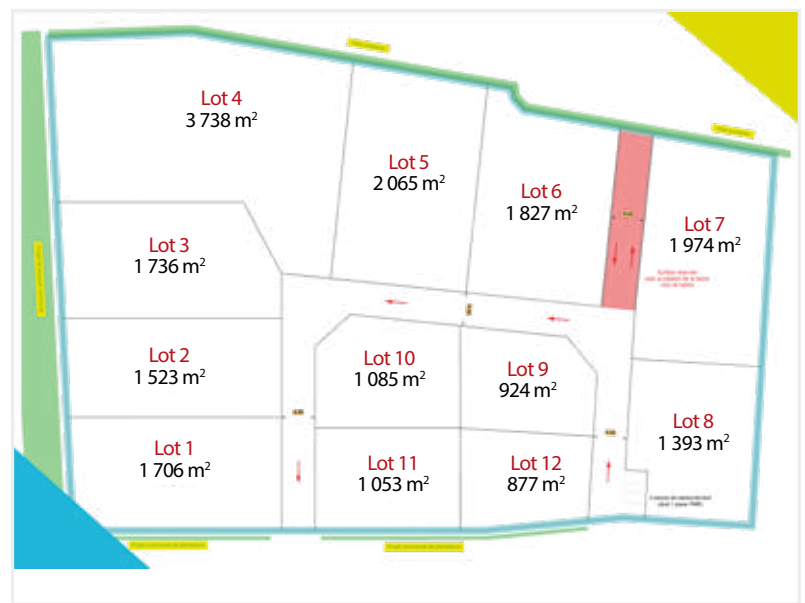 Lot 4
3 738 m²
Lot 5
2 065 m²
Lot 6
1 827 m²
Lot 7
1 974 m²
Lot 3
1 736 m²
Lot 2
1 523 m²
Lot 10
1 085 m²
Lot 9
924 m²
Lot 8
1 393 m²
Lot 1
1 706 m²
Lot 11
1 053 m²
Lot 12
877 m²